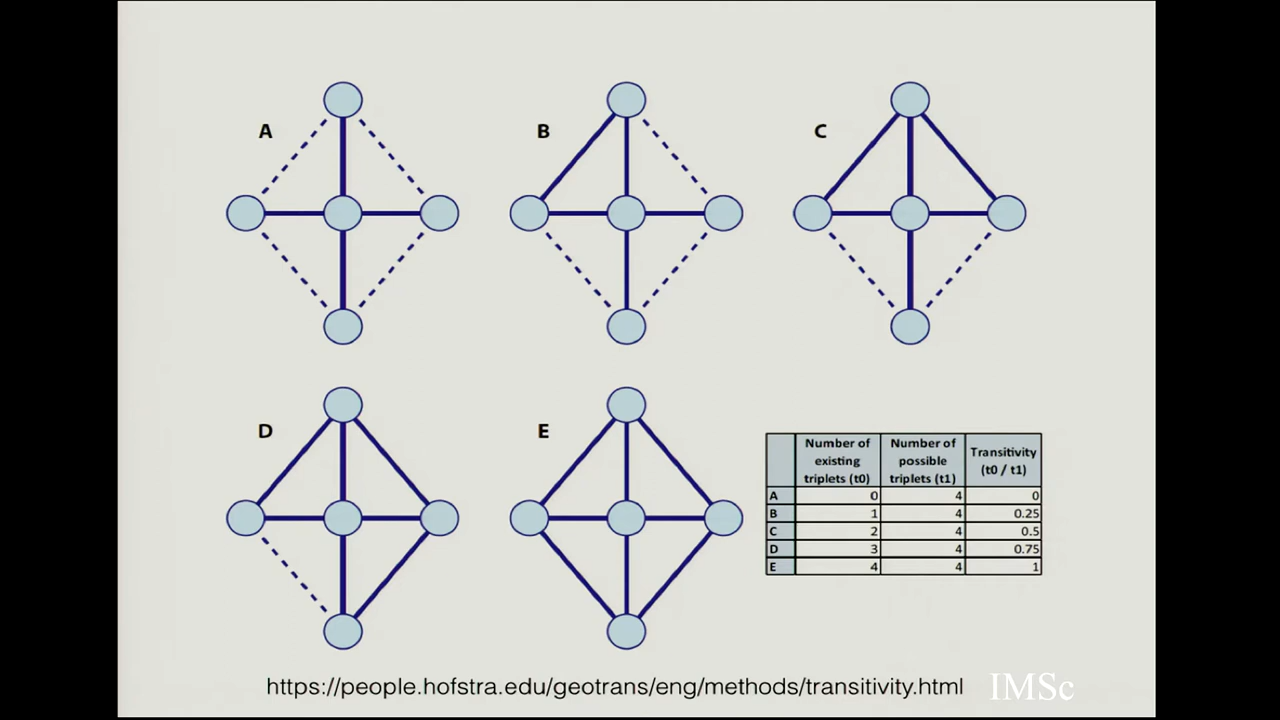 A
B
C
D
E
Number of existing triplets (t0)
Number of possible triplets (t1)
Transitivity (t0 / t1)
A 0 4 0
B 1 4 0.25
C 2 4 0.5
D 3 4 0.75
E 4 4 1
https://people.hofstra.edu/geotrans/eng/methods/transitivity.html
IMSc